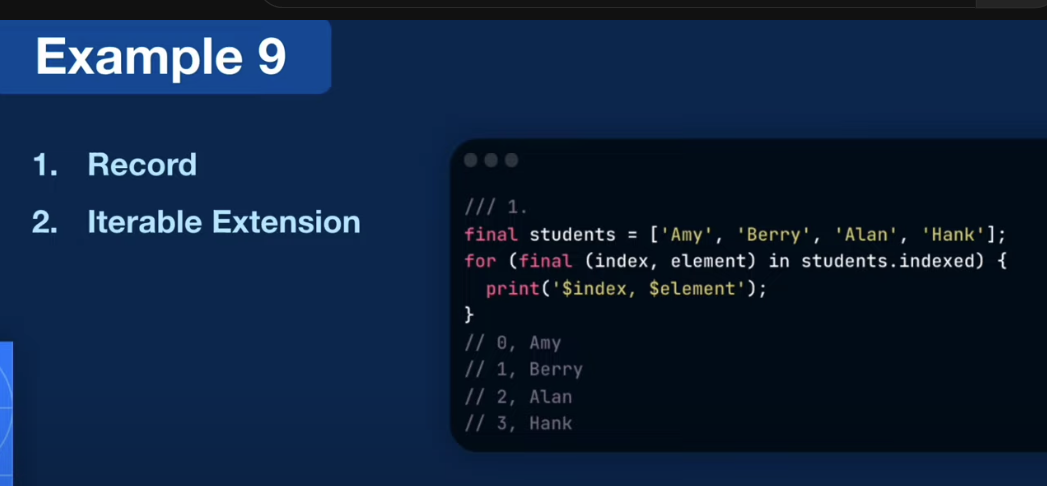 Example 9
1. Record
2. Iterable Extension
/// 1.
final students = ['Amy', 'Berry', 'Alan', 'Hank'];
for (final (index, element) in students.indexed) {
  print('$index, $element');
}
// 0, Amy
// 1, Berry
// 2, Alan
// 3, Hank